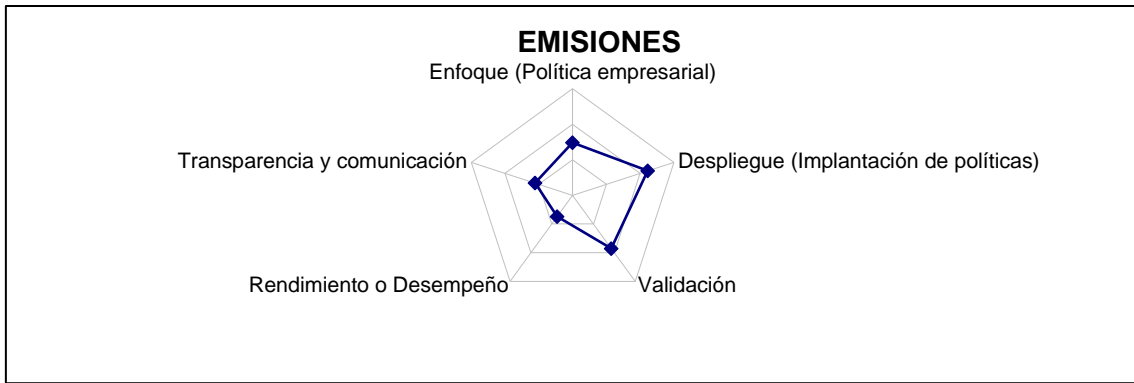 EMISIONES
Enfoque (Política empresarial)
Transparencia y comunicación
Despliegue (Implantación de políticas)
Rendimiento o Desempeño
Validación